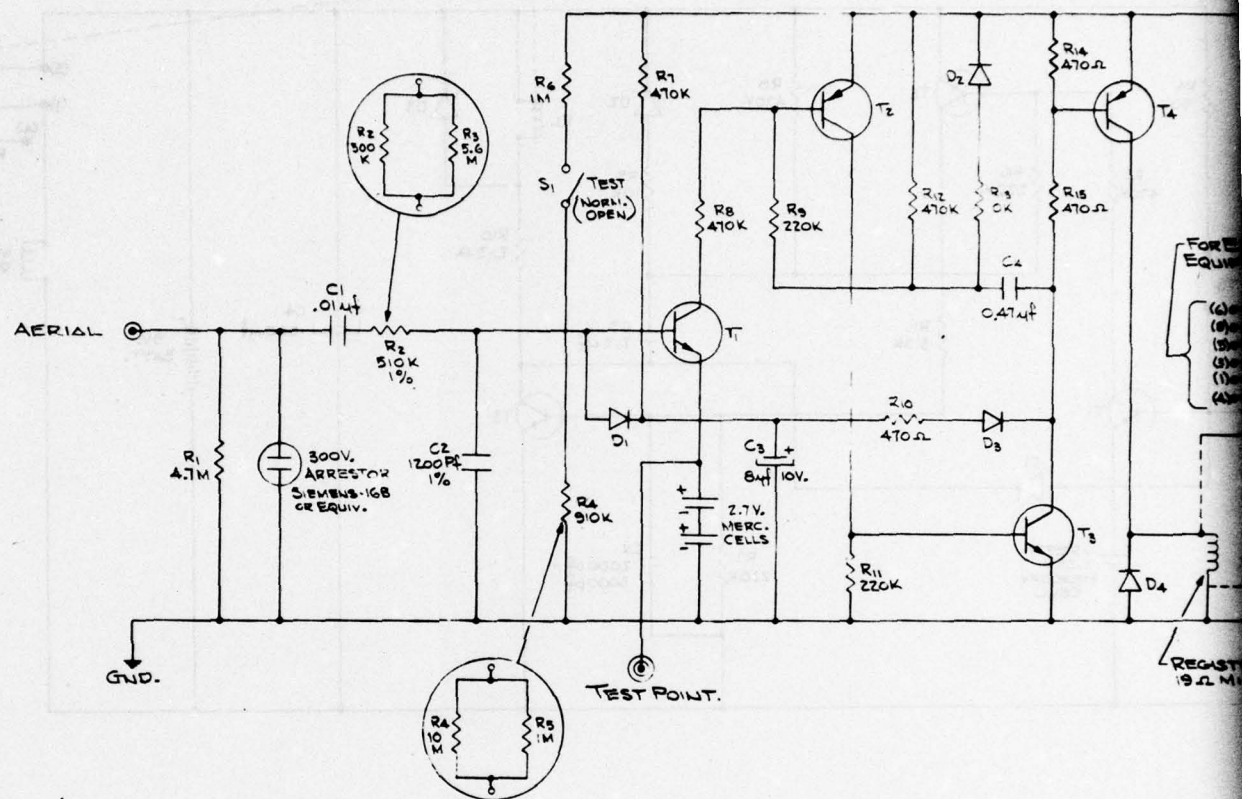 R6
1M
R7
470K
R14
470Ω
D2
T2
T4
R2
R3
5.6
M
K
S1
TEST
(NORM.
OPEN)
R8
470K
R9
220K
R12
470K
R15
470Ω
C4
0.47µf
AERIAL
C1
.01µf
R2
510K
1%
T1
D1
R10
470Ω
D3
R1
4.7M
300V.
ARRESTOR
SIEMENS-16B
OR EQUIV.
C2
1200Pf
1%
C3
8µf 10V.
+
R4
910K
+
-
+
-
2.7V.
MERC.
CELLS
T3
R11
220K
D4
GND.
TEST POINT.
19Ω
R4
10
M
R5
1M